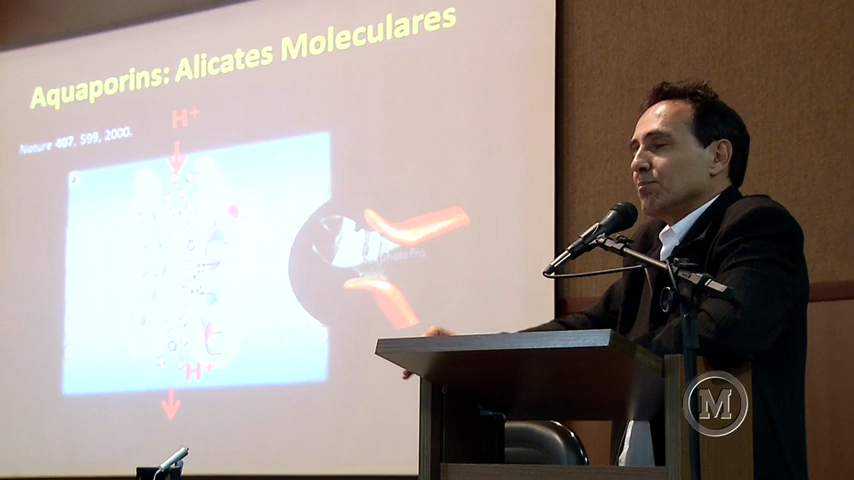 Aquaporins: Alicates Moleculares
H⁺
Nature 407, 599, 2000.
H⁺
M